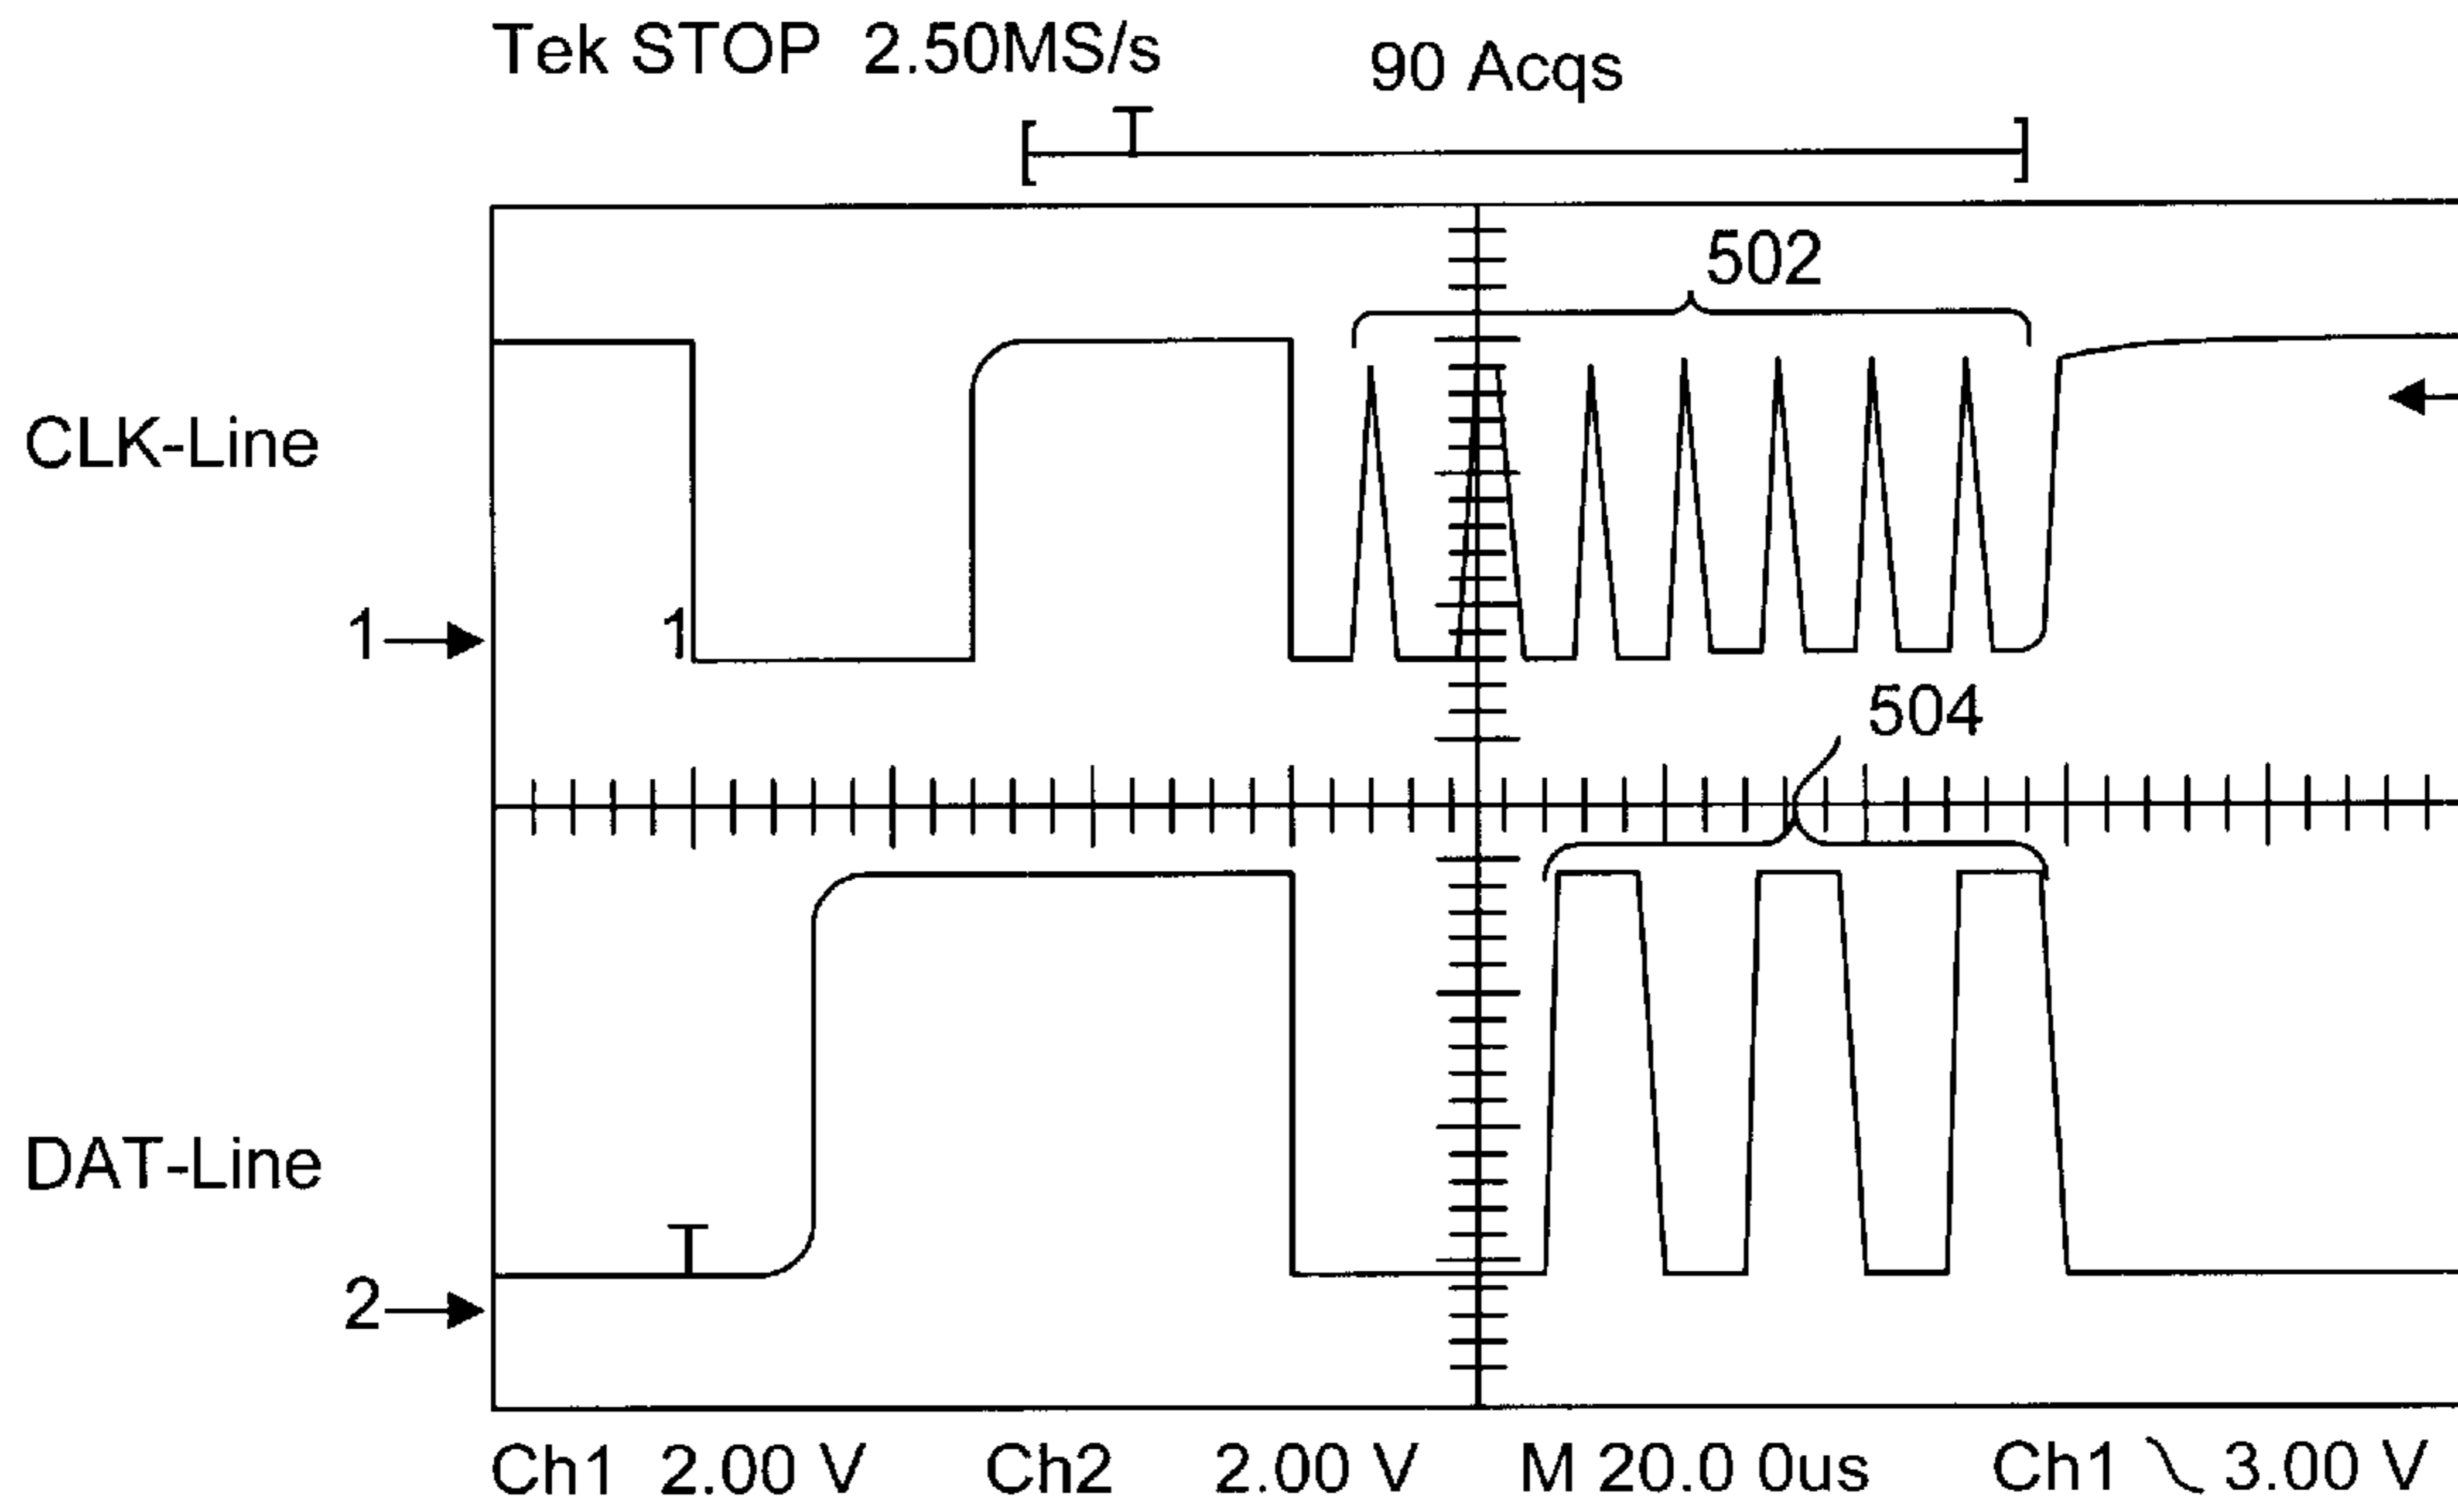 Tek STOP 2.50MS/s
90 Acqs
T
502
CLK-Line
1
1
504
DAT-Line
T
2
Ch1 2.00 V Ch2 2.00 V M 20.0 0us Ch1 3.00 V